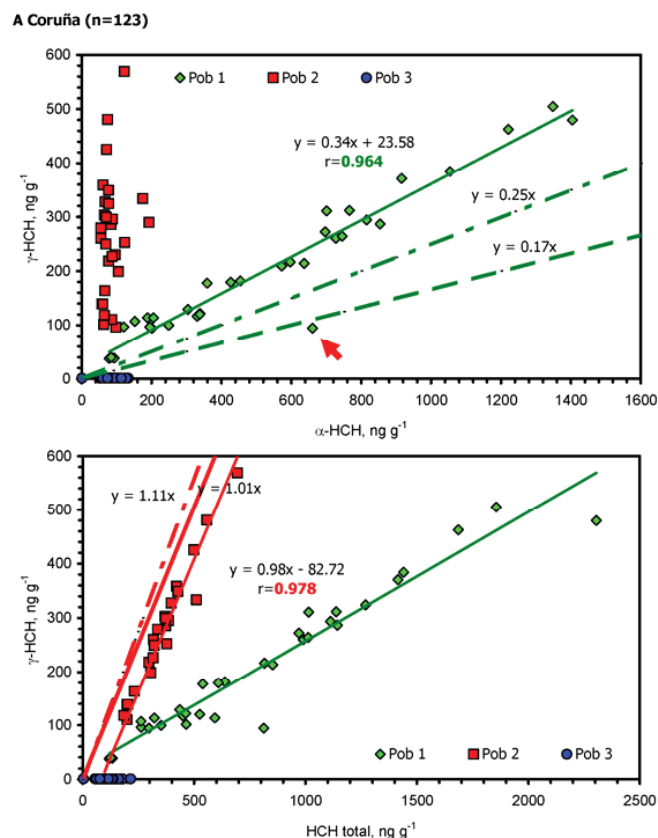 A Coruña (n=123)
600
500
400
300
200
100
0
γ-HCH, ng g-1
Pob 1 Pob 2 Pob 3
y = 0.34x + 23.58
r=0.964
y = 0.25x
y = 0.17x
0 200 400 600 800 1000 1200 1400 1600
α-HCH, ng g-1
600
500
400
300
200
100
0
γ-HCH, ng g-1
y = 1.11x
y = 1.01x
y = 0.98x - 82.72
r=0.978
Pob 1 Pob 2 Pob 3
0 500 1000 1500 2000 2500
HCH total, ng g-1